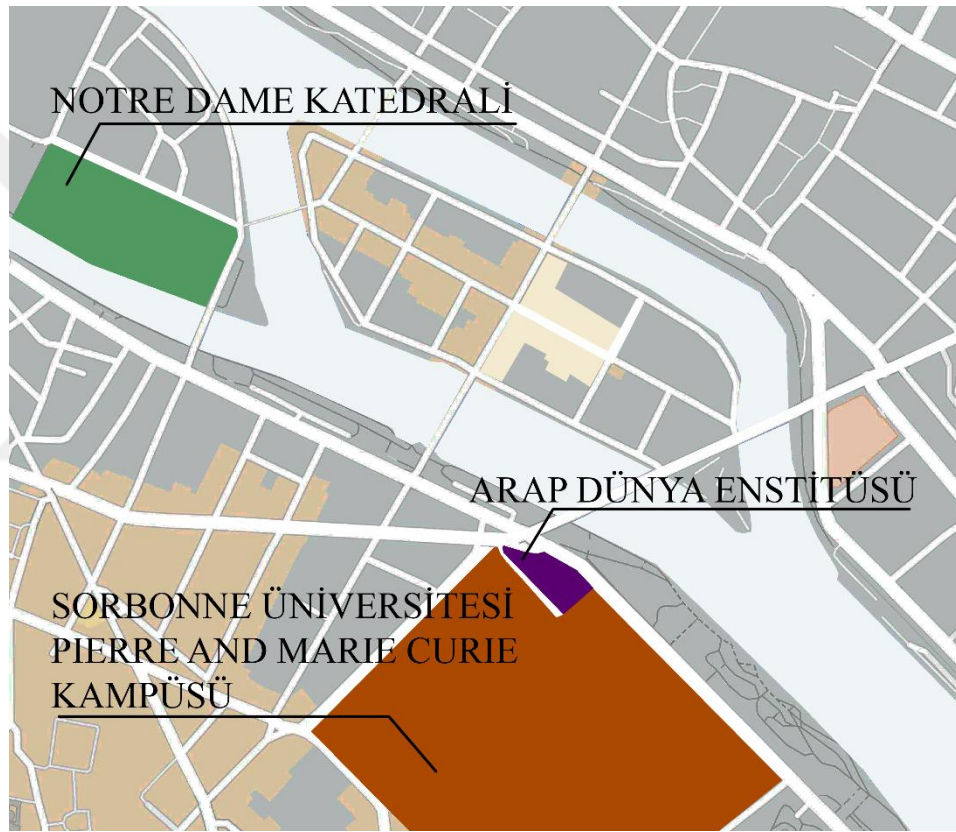 NOTRE DAME KATEDRALİ
ARAP DÜNYA ENSTİTÜSÜ
SORBONNE ÜNİVERSİTESİ
PIERRE AND MARIE CURIE
KAMPÜSÜ